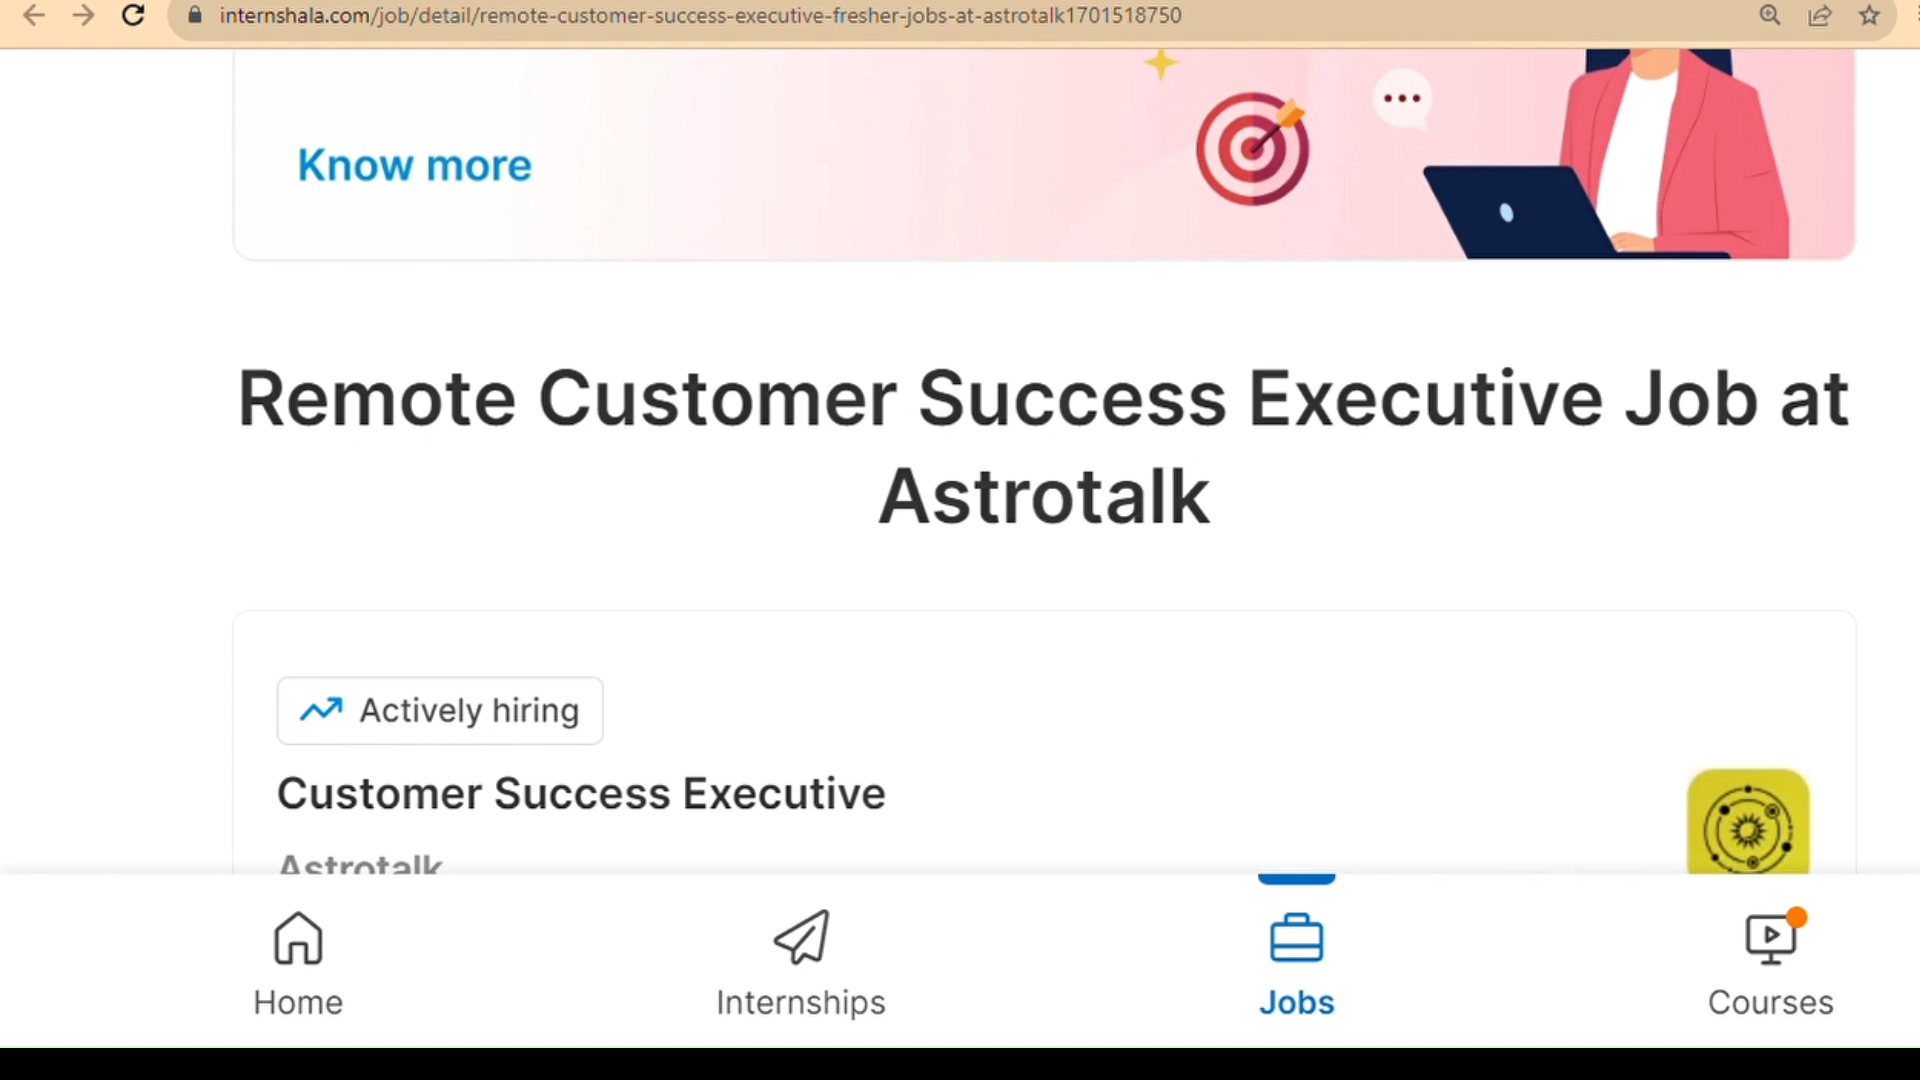 internshala.com/job/detail/remote-customer-success-executive-fresher-jobs-at-astrotalk1701518750
Know more
Remote Customer Success Executive Job at
Astrotalk
Actively hiring
Customer Success Executive
Astrotalk
Home
Internships
Jobs
Courses